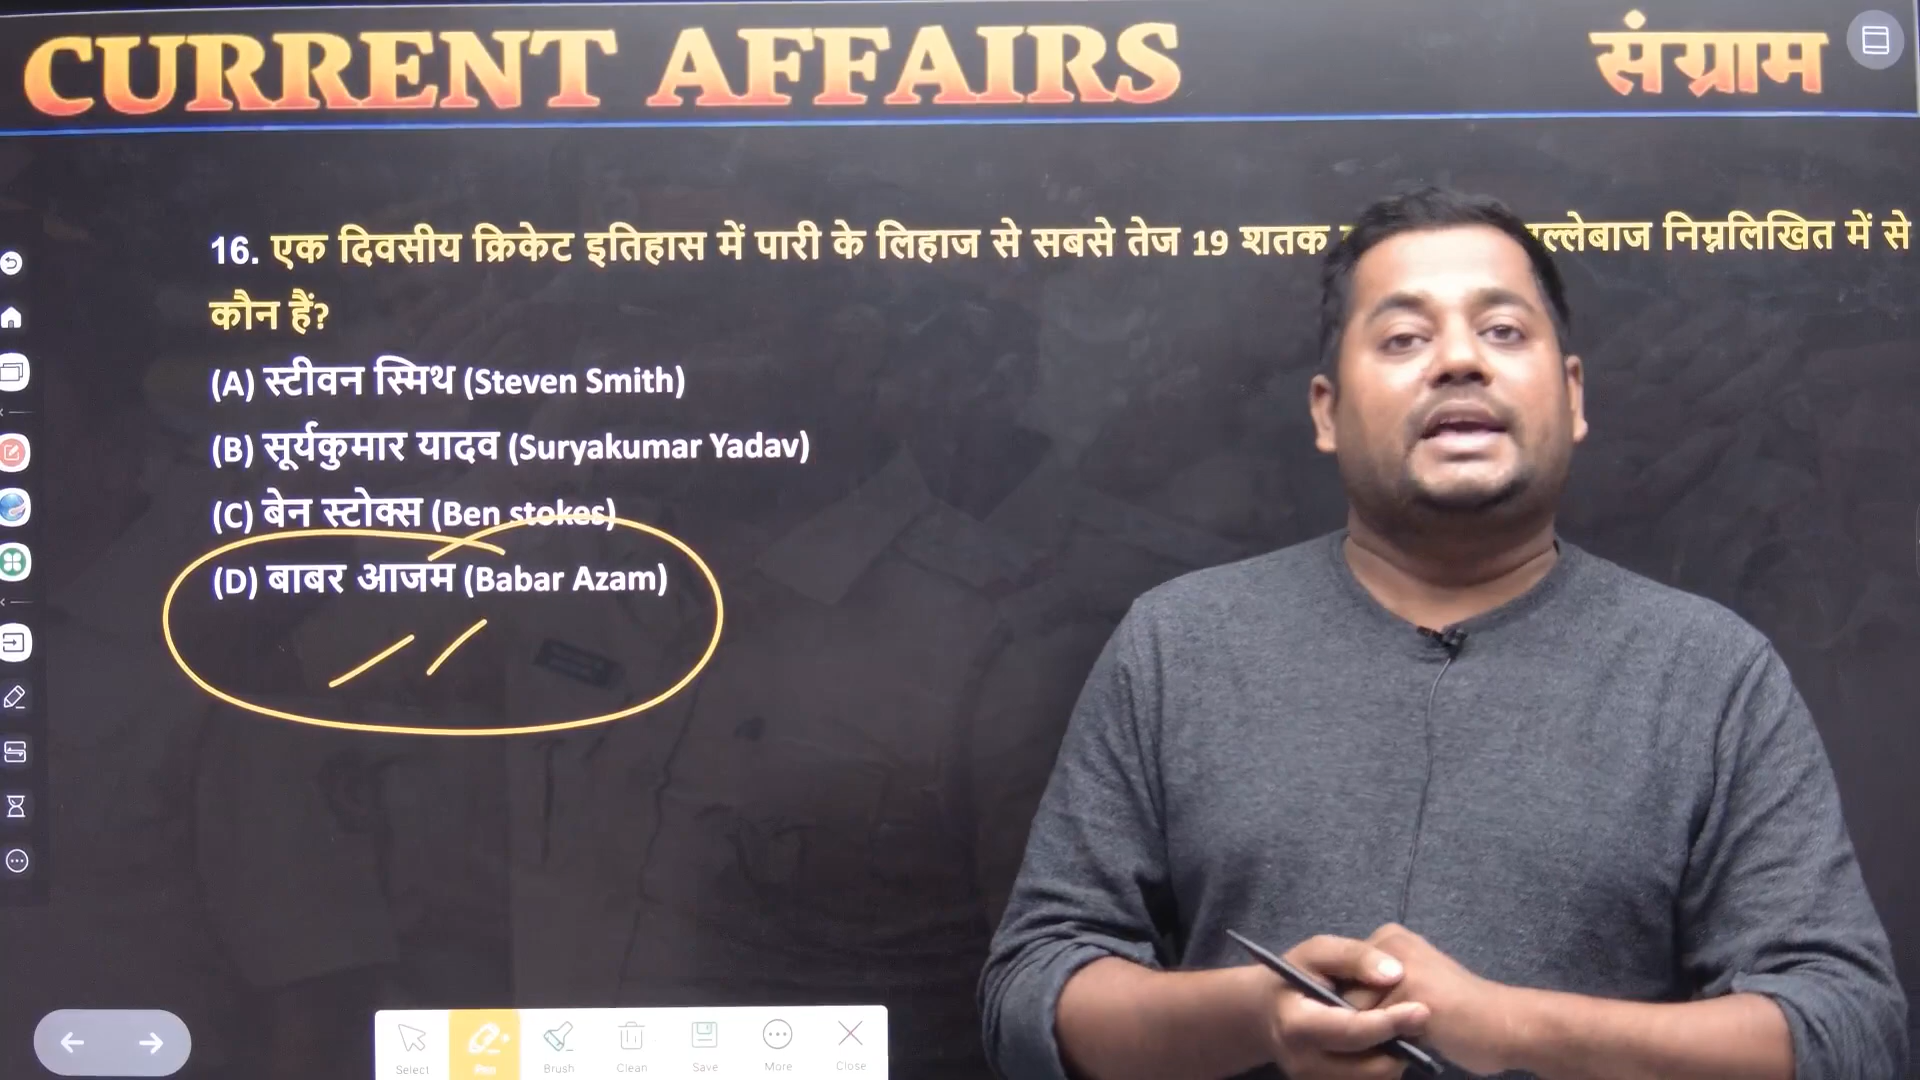 CURRENT AFFAIRS संग्राम
16. एक दिवसीय क्रिकेट इतिहास में पारी के लिहाज से सबसे तेज 19 शतक निम्नलिखित में से
कौन हैं?
(A) स्टीवन स्मिथ (Steven Smith)
(B) सूर्यकुमार यादव (Suryakumar Yadav)
(C) बेन स्टोक्स (Ben stokes)
(D) बाबर आजम (Babar Azam)
Select Pen Brush Clean Save More Close